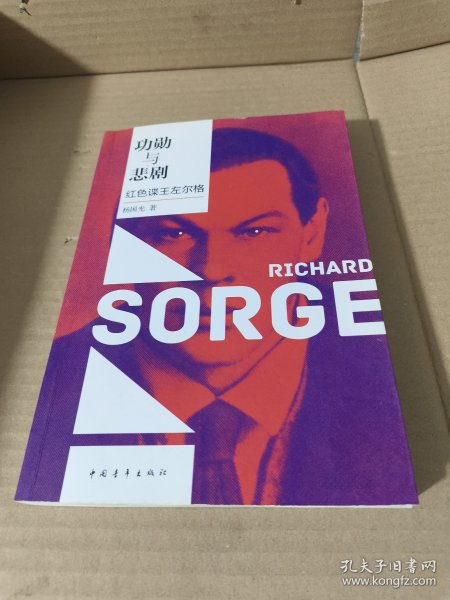 功勋
与
悲剧
红色谍王左尔格
杨国光 著
RICHARD
SORGE
中国青年出版社
孔夫子旧书网
www.kongfz.com